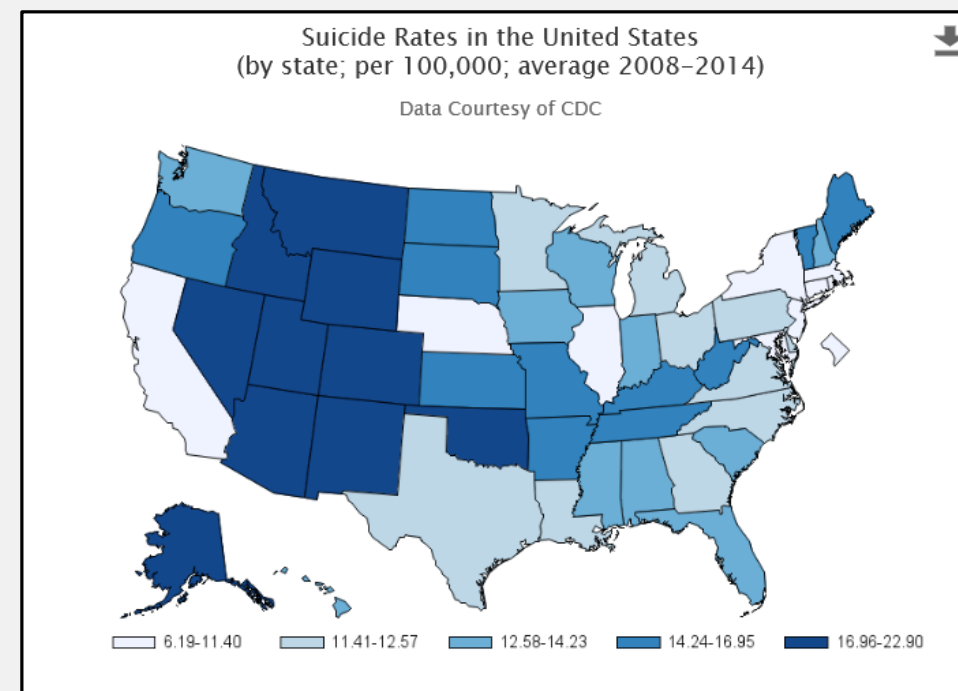 Suicide Rates in the United States
(by state; per 100,000; average 2008-2014)
Data Courtesy of CDC
6.19-11.40 11.41-12.57 12.58-14.23 14.24-16.95 16.96-22.90